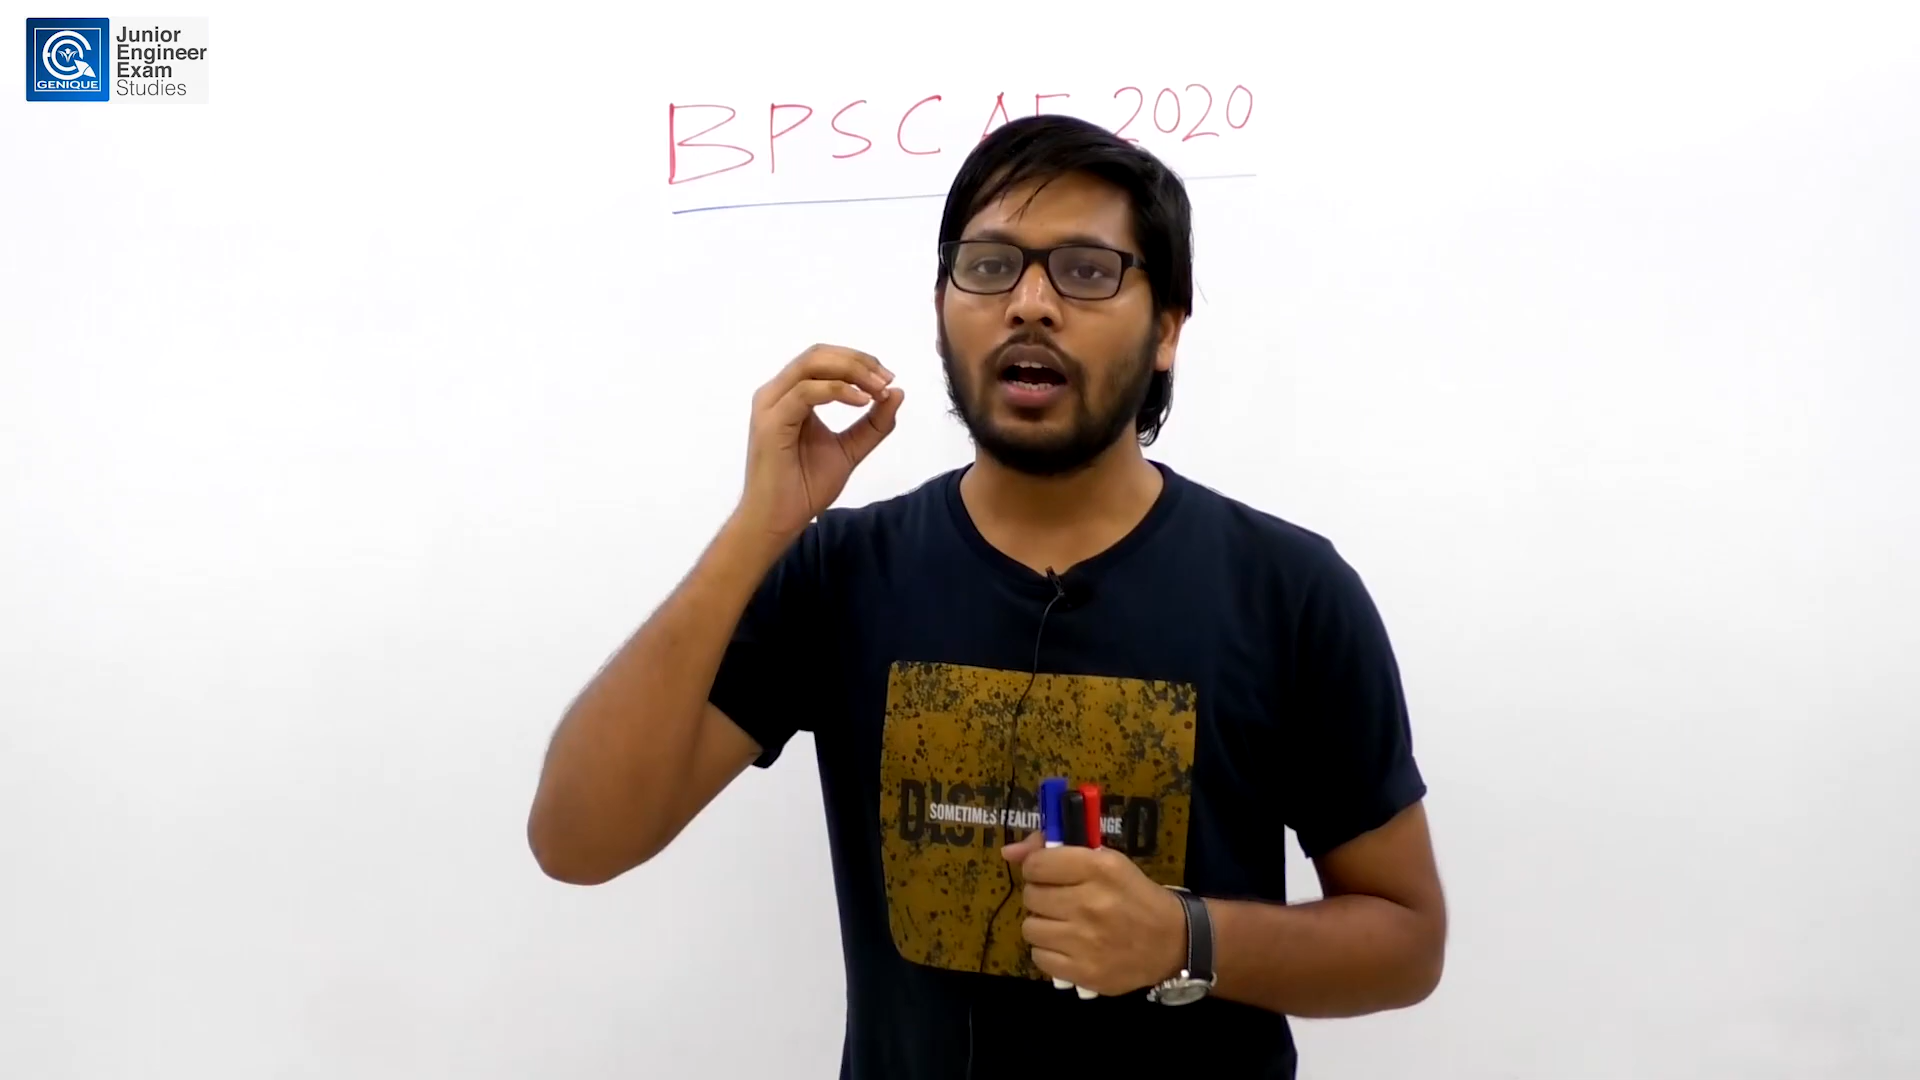 Junior
Engineer
Exam
Studies
GENIQUE
BPSC AE 2020
SOMETIMES REALITY